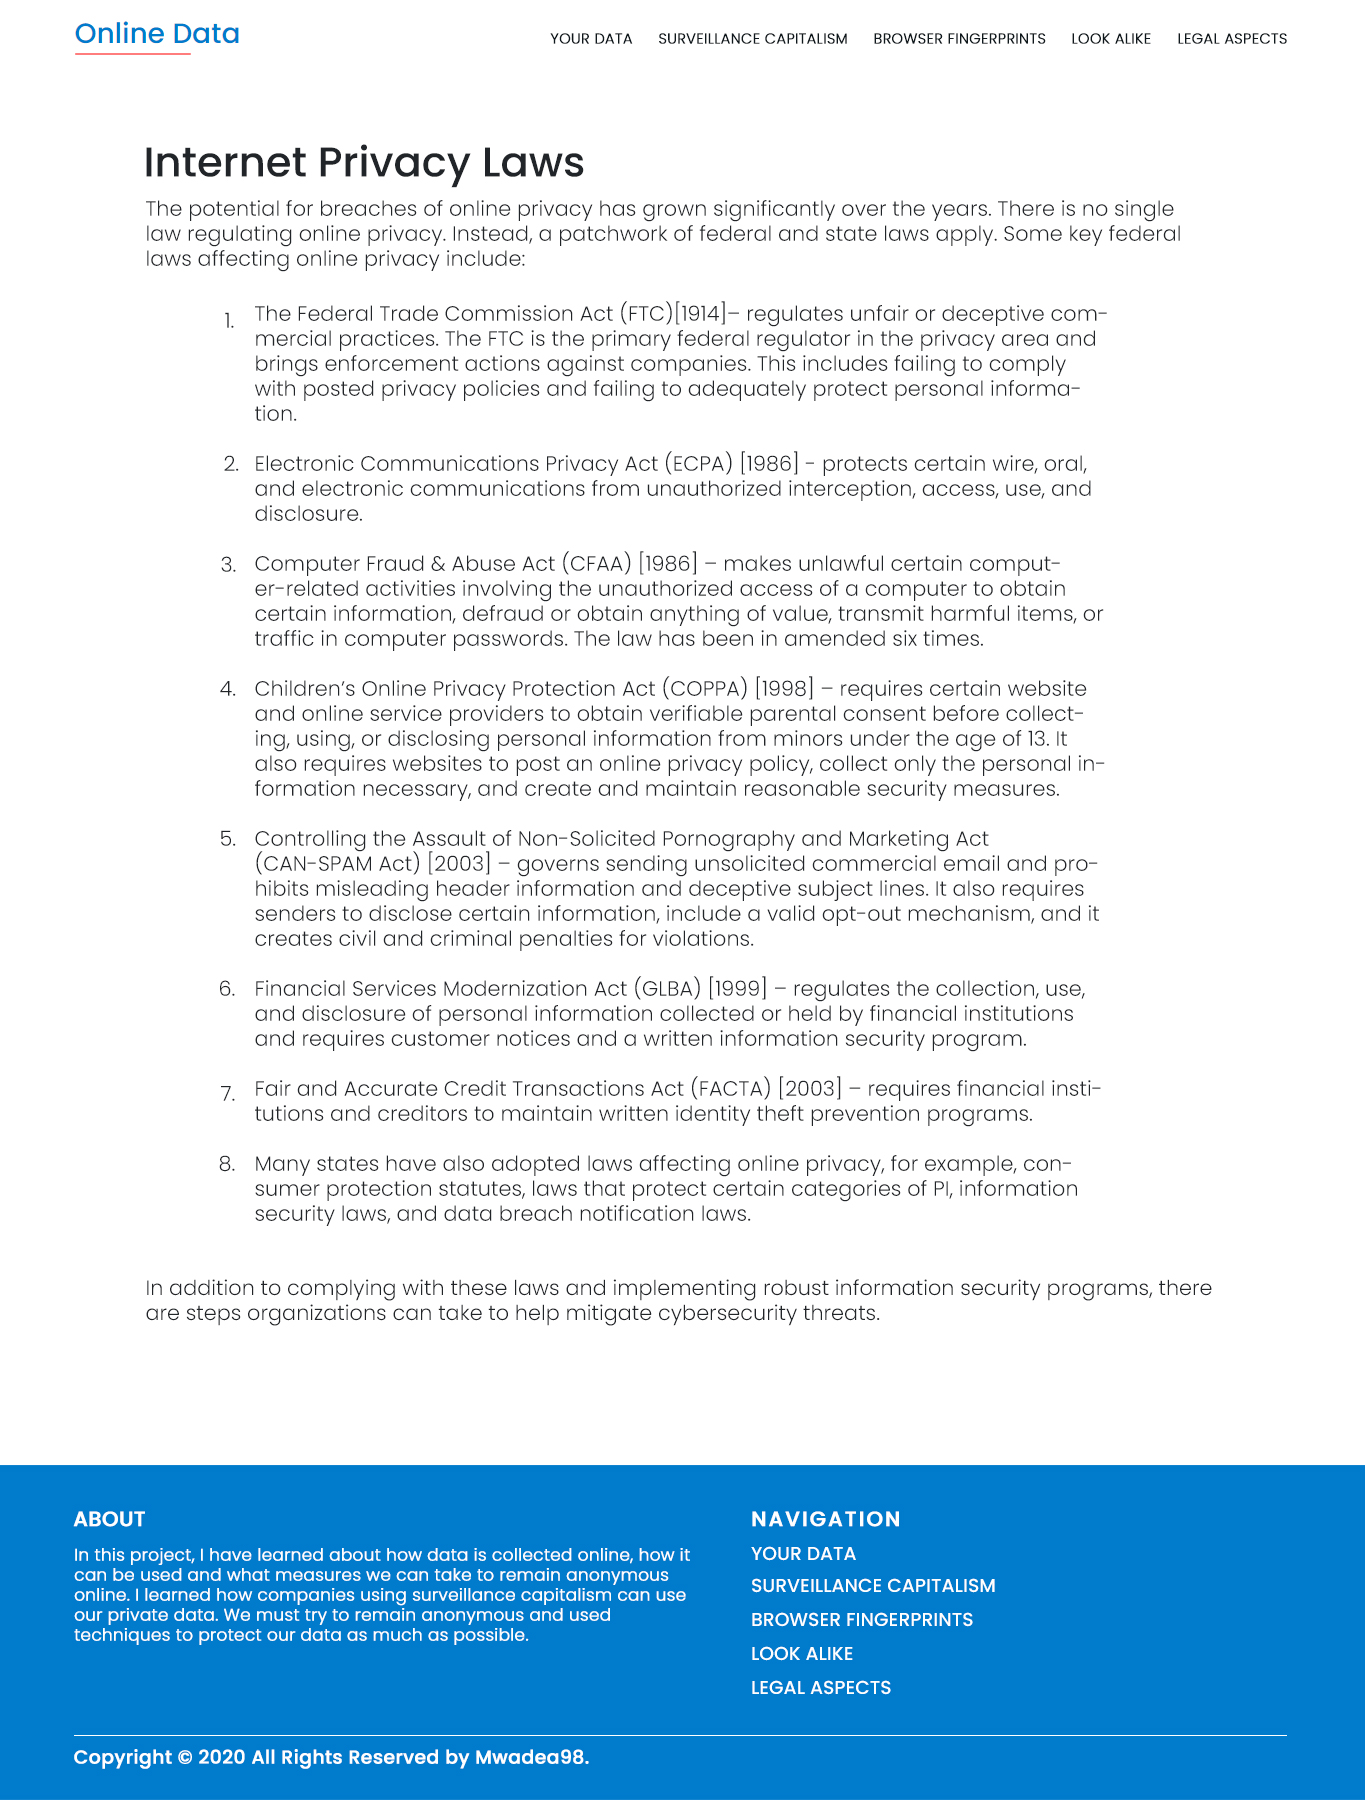 Online Data
YOUR DATA SURVEILLANCE CAPITALISM BROWSER FINGERPRINTS LOOK ALIKE LEGAL ASPECTS
Internet Privacy Laws
The potential for breaches of online privacy has grown significantly over the years. There is no single
law regulating online privacy. Instead, a patchwork of federal and state laws apply. Some key federal
laws affecting online privacy include:
1. The Federal Trade Commission Act (FTC)[1914]– regulates unfair or deceptive com-
mercial practices. The FTC is the primary federal regulator in the privacy area and
brings enforcement actions against companies. This includes failing to comply
with posted privacy policies and failing to adequately protect personal informa-
tion.
2. Electronic Communications Privacy Act (ECPA) [1986] - protects certain wire, oral,
and electronic communications from unauthorized interception, access, use, and
disclosure.
3. Computer Fraud & Abuse Act (CFAA) [1986] – makes unlawful certain comput-
er-related activities involving the unauthorized access of a computer to obtain
certain information, defraud or obtain anything of value, transmit harmful items, or
traffic in computer passwords. The law has been in amended six times.
4. Children’s Online Privacy Protection Act (COPPA) [1998] – requires certain website
and online service providers to obtain verifiable parental consent before collect-
ing, using, or disclosing personal information from minors under the age of 13. It
also requires websites to post an online privacy policy, collect only the personal in-
formation necessary, and create and maintain reasonable security measures.
5. Controlling the Assault of Non-Solicited Pornography and Marketing Act
(CAN-SPAM Act) [2003] – governs sending unsolicited commercial email and pro-
hibits misleading header information and deceptive subject lines. It also requires
senders to disclose certain information, include a valid opt-out mechanism, and it
creates civil and criminal penalties for violations.
6. Financial Services Modernization Act (GLBA) [1999] – regulates the collection, use,
and disclosure of personal information collected or held by financial institutions
and requires customer notices and a written information security program.
7. Fair and Accurate Credit Transactions Act (FACTA) [2003] – requires financial insti-
tutions and creditors to maintain written identity theft prevention programs.
8. Many states have also adopted laws affecting online privacy, for example, con-
sumer protection statutes, laws that protect certain categories of PI, information
security laws, and data breach notification laws.
In addition to complying with these laws and implementing robust information security programs, there
are steps organizations can take to help mitigate cybersecurity threats.
ABOUT
In this project, I have learned about how data is collected online, how it
can be used and what measures we can take to remain anonymous
online. I learned how companies using surveillance capitalism can use
our private data. We must try to remain anonymous and used
techniques to protect our data as much as possible.
NAVIGATION
YOUR DATA
SURVEILLANCE CAPITALISM
BROWSER FINGERPRINTS
LOOK ALIKE
LEGAL ASPECTS
Copyright © 2020 All Rights Reserved by Mwadea98.